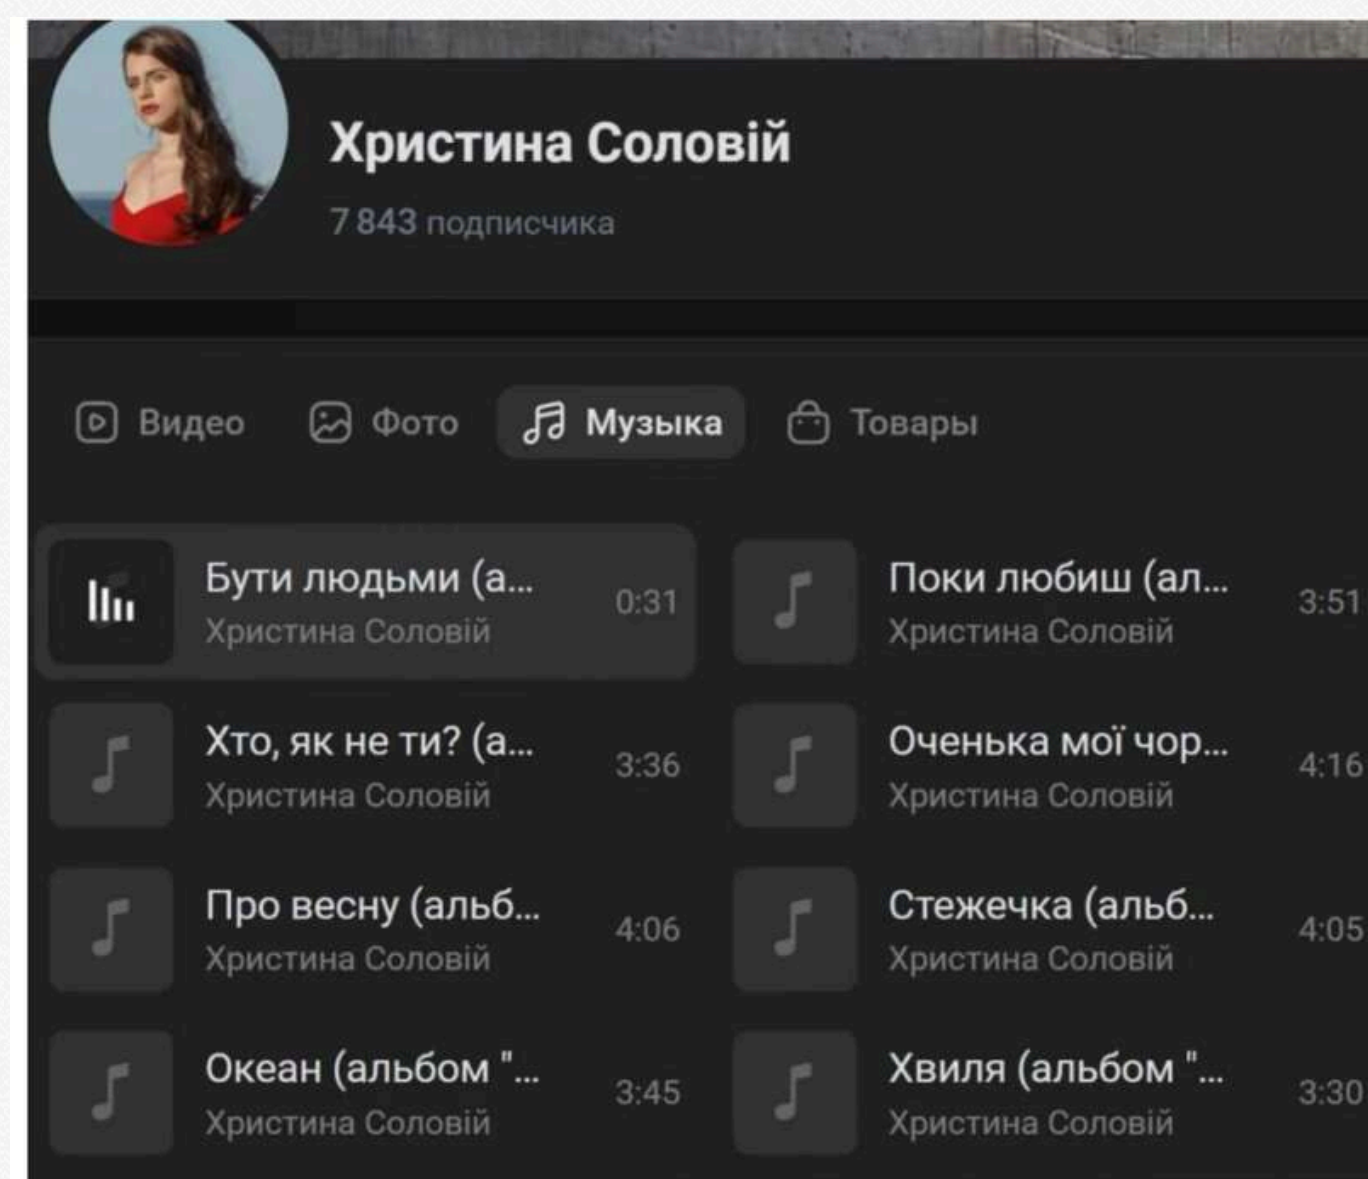 Христина Соловій
7 843 подписчика
Видео Фото Музыка Товары
Бути людьми (а...
Христина Соловій
0:31
Поки любиш (ал...
Христина Соловій
3:51
Хто, як не ти? (а...
Христина Соловій
3:36
Оченька мої чор...
Христина Соловій
4:16
Про весну (альб...
Христина Соловій
4:06
Стежечка (альб...
Христина Соловій
4:05
Океан (альбом "...
Христина Соловій
3:45
Хвиля (альбом "...
Христина Соловій
3:30